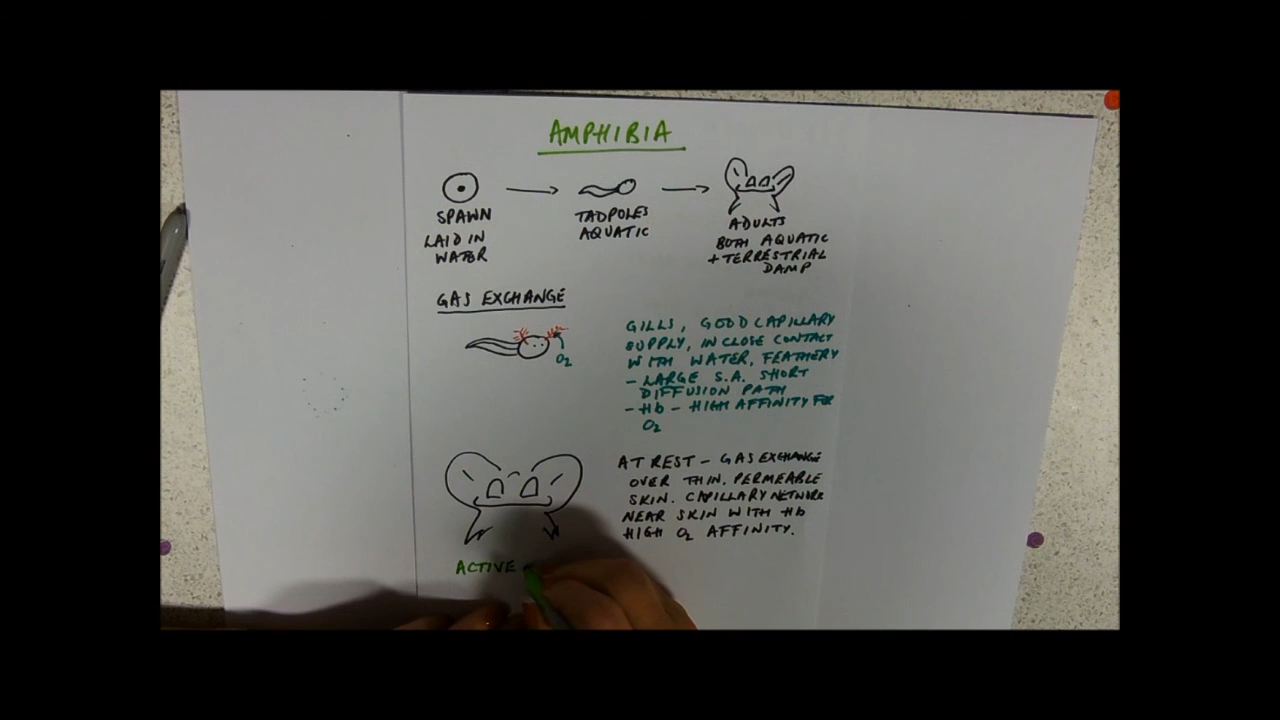 AMPHIBIA
SPAWN
LAID IN
WATER
TADPOLES
AQUATIC
ADULTS
BOTH AQUATIC
+ TERRESTRIAL
DAMP
GAS EXCHANGE
O2
GILLS, GOOD CAPILLARY
SUPPLY, IN CLOSE CONTACT
WITH WATER, FEATHERY
- LARGE S.A. SHORT
DIFFUSION PATH
- Hb - HIGH AFFINITY FOR
O2
AT REST - GAS EXCHANGE
OVER THIN, PERMEABLE
SKIN. CAPILLARY NETWORK
NEAR SKIN WITH Hb
HIGH O2 AFFINITY.
ACTIVE -